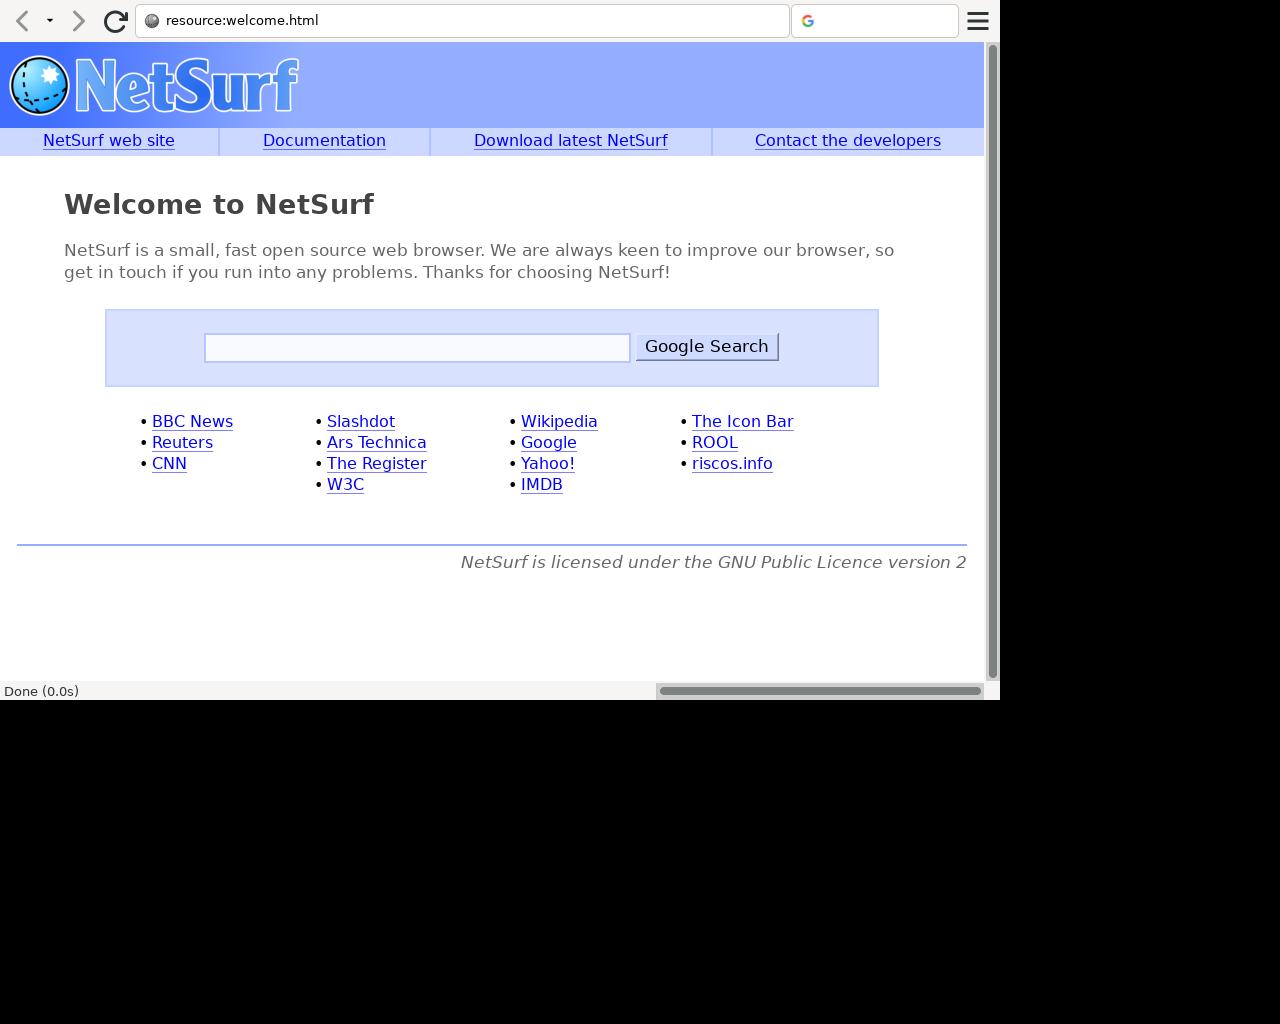 resource:welcome.html
NetSurf
NetSurf web site Documentation Download latest NetSurf Contact the developers
Welcome to NetSurf
NetSurf is a small, fast open source web browser. We are always keen to improve our browser, so
get in touch if you run into any problems. Thanks for choosing NetSurf!
Google Search
• BBC News • Slashdot • Wikipedia • The Icon Bar
• Reuters • Ars Technica • Google • ROOL
• CNN • The Register • Yahoo! • riscos.info
• W3C • IMDB
NetSurf is licensed under the GNU Public Licence version 2
Done (0.0s)